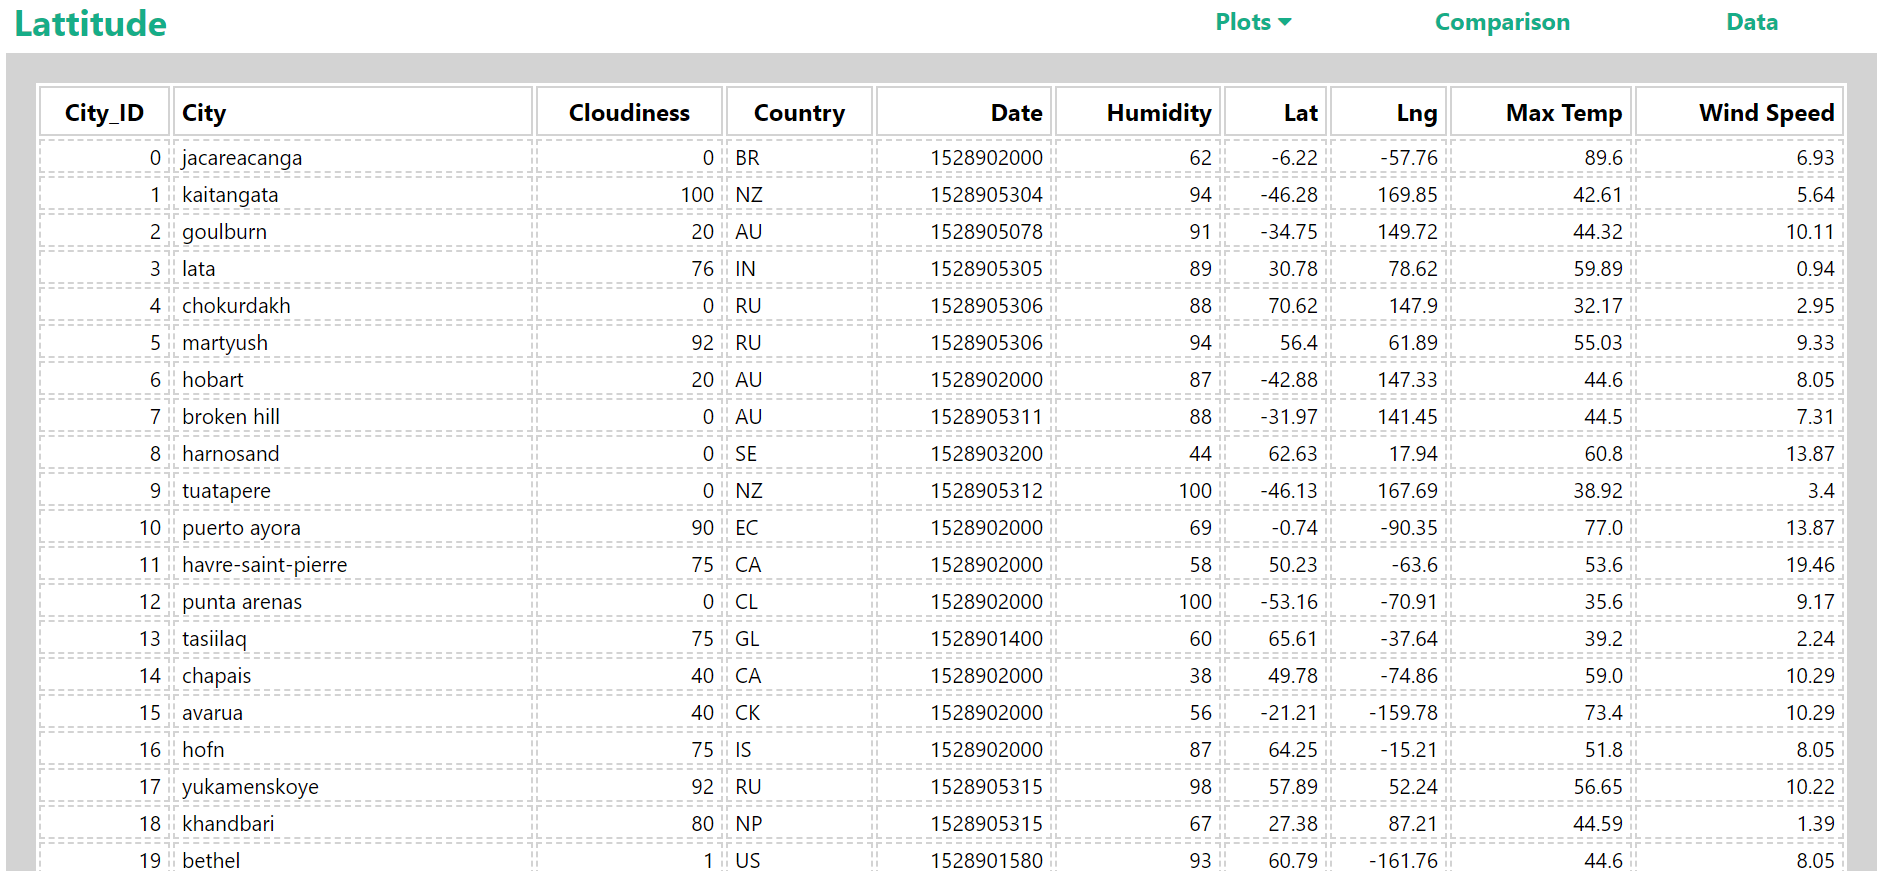 Lattitude Plots Comparison Data
City_ID City Cloudiness Country Date Humidity Lat Lng Max Temp Wind Speed
0 jacareacanga 0 BR 1528902000 62 -6.22 -57.76 89.6 6.93
1 kaitangata 100 NZ 1528905304 94 -46.28 169.85 42.61 5.64
2 goulburn 20 AU 1528905078 91 -34.75 149.72 44.32 10.11
3 lata 76 IN 1528905305 89 30.78 78.62 59.89 0.94
4 chokurdakh 0 RU 1528905306 88 70.62 147.9 32.17 2.95
5 martyush 92 RU 1528905306 94 56.4 61.89 55.03 9.33
6 hobart 20 AU 1528902000 87 -42.88 147.33 44.6 8.05
7 broken hill 0 AU 1528905311 88 -31.97 141.45 44.5 7.31
8 harnosand 0 SE 1528903200 44 62.63 17.94 60.8 13.87
9 tuatapere 0 NZ 1528905312 100 -46.13 167.69 38.92 3.4
10 puerto ayora 90 EC 1528902000 69 -0.74 -90.35 77.0 13.87
11 havre-saint-pierre 75 CA 1528902000 58 50.23 -63.6 53.6 19.46
12 punta arenas 0 CL 1528902000 100 -53.16 -70.91 35.6 9.17
13 tasiilaq 75 GL 1528901400 60 65.61 -37.64 39.2 2.24
14 chapais 40 CA 1528902000 38 49.78 -74.86 59.0 10.29
15 avarua 40 CK 1528902000 56 -21.21 -159.78 73.4 10.29
16 hofn 75 IS 1528902000 87 64.25 -15.21 51.8 8.05
17 yukamenskoye 92 RU 1528905315 98 57.89 52.24 56.65 10.22
18 khandbari 80 NP 1528905315 67 27.38 87.21 44.59 1.39
19 bethel 1 US 1528901580 93 60.79 -161.76 44.6 8.05